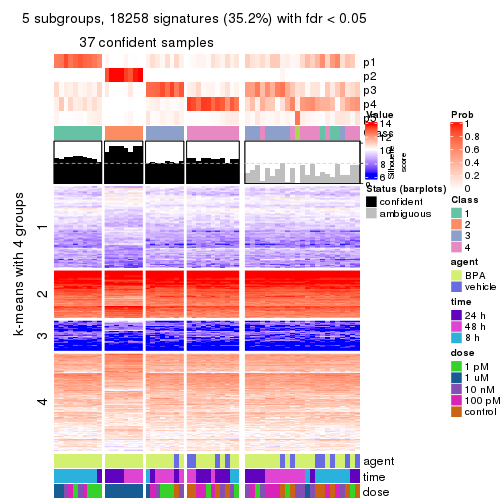 5 subgroups, 18258 signatures (35.2%) with fdr < 0.05
37 confident samples
p1
p2
p3
p4
Value
14
12
10
8
6
Silhouette
score
Status (barplots)
confident
ambiguous
Prob
1
0.8
0.6
0.4
0.2
0
Class
1
2
3
4
agent
BPA
vehicle
time
24 h
48 h
8 h
dose
1 pM
1 uM
10 nM
100 pM
control
k-means with 4 groups
1
2
3
4
agent
time
dose